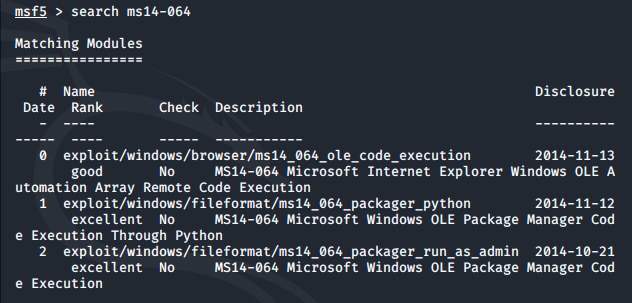 msf5 > search ms14-064
Matching Modules
================
# Name Disclosure
Date Rank Check Description
- ---- ----------
----- ---- ----- -----------
0 exploit/windows/browser/ms14_064_ole_code_execution 2014-11-13
good No MS14-064 Microsoft Internet Explorer Windows OLE A
utomation Array Remote Code Execution
1 exploit/windows/fileformat/ms14_064_packager_python 2014-11-12
excellent No MS14-064 Microsoft Windows OLE Package Manager Cod
e Execution Through Python
2 exploit/windows/fileformat/ms14_064_packager_run_as_admin 2014-10-21
excellent No MS14-064 Microsoft Windows OLE Package Manager Cod
e Execution